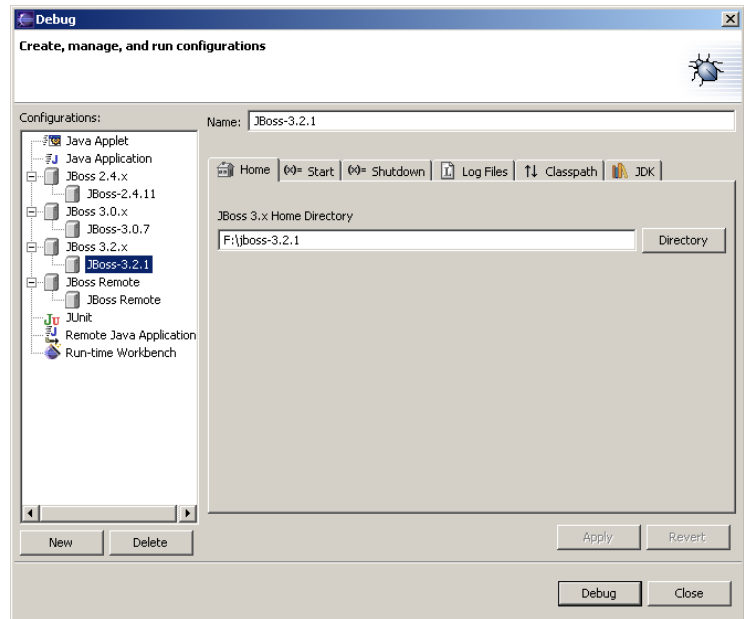 Debug
Create, manage, and run configurations
Configurations:
Java Applet
Java Application
JBoss 2.4.x
JBoss-2.4.11
JBoss 3.0.x
JBoss-3.0.7
JBoss 3.2.x
JBoss-3.2.1
JBoss Remote
JBoss Remote
JUnit
Remote Java Application
Run-time Workbench
New Delete
Name: JBoss-3.2.1
Home (x)= Start (x)= Shutdown Log Files Classpath JDK
JBoss 3.x Home Directory
F:\jboss-3.2.1 Directory
Apply Revert
Debug Close